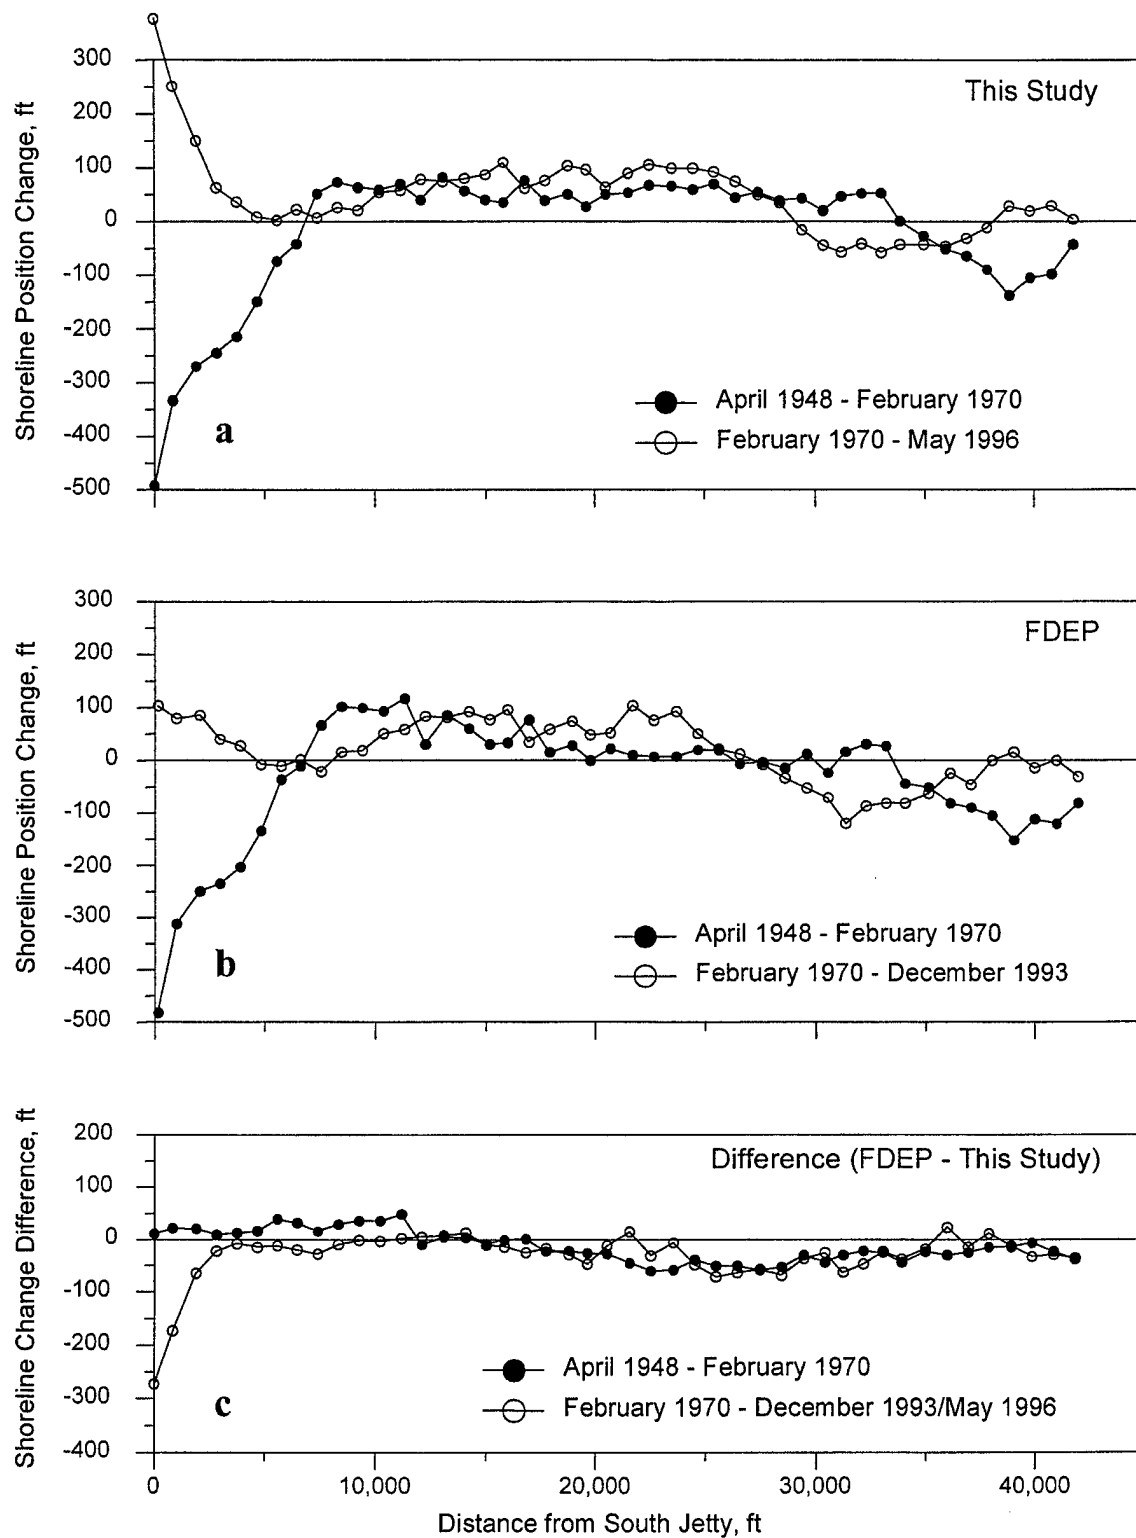 300
200
100
0
-100
-200
-300
-400
-500
Shoreline Position Change, ft
This Study
April 1948 - February 1970
February 1970 - May 1996
a
300
200
100
0
-100
-200
-300
-400
-500
Shoreline Position Change, ft
FDEP
April 1948 - February 1970
February 1970 - December 1993
b
200
100
0
-100
-200
-300
-400
Shoreline Change Difference, ft
Difference (FDEP - This Study)
April 1948 - February 1970
February 1970 - December 1993/May 1996
c
0 10,000 20,000 30,000 40,000
Distance from South Jetty, ft